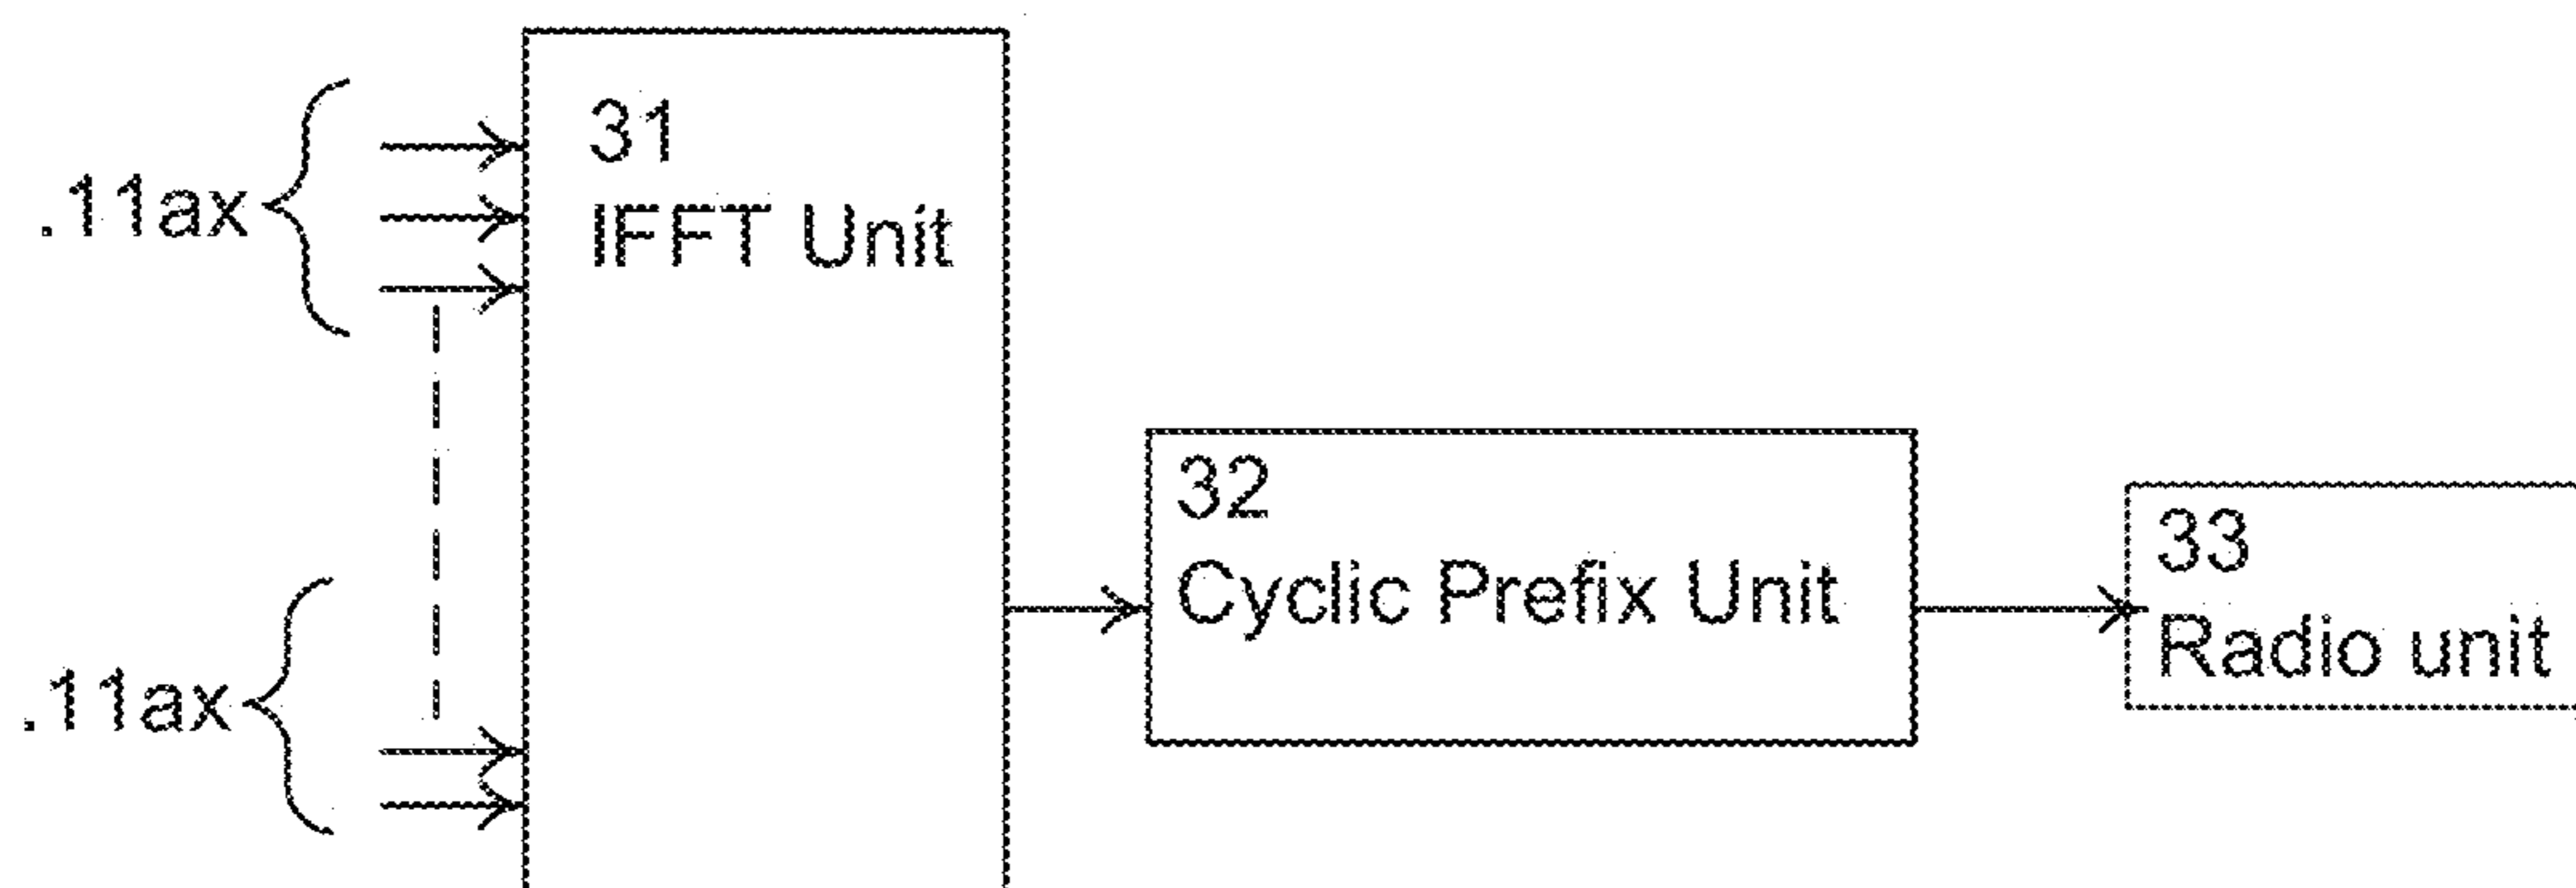 .11ax
31
IFFT Unit
32
Cyclic Prefix Unit
33
Radio unit
.11ax